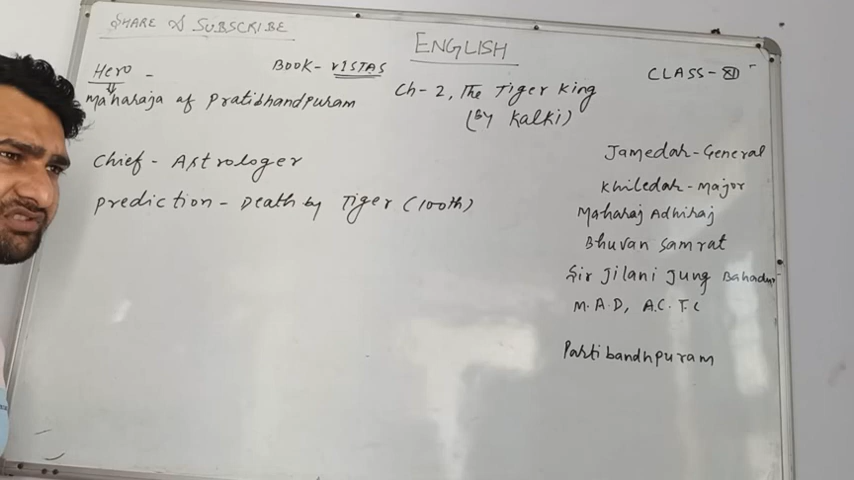 SHARE & SUBSCRIBE
ENGLISH
BOOK- VISTAS
CLASS- XII
Hero -
Maharaja of Pratibhandpuram
Ch- 2, The Tiger King
(By Kalki)
Chief - Astrologer
Prediction - Death by Tiger (100th)
Jamedar-General
Khiledar-Major
Maharaj Adhiraj
Bhuvan Samrat
Sir Jilani Jung Bahadur
M.A.D, A.C.T.C
Partibandhpuram